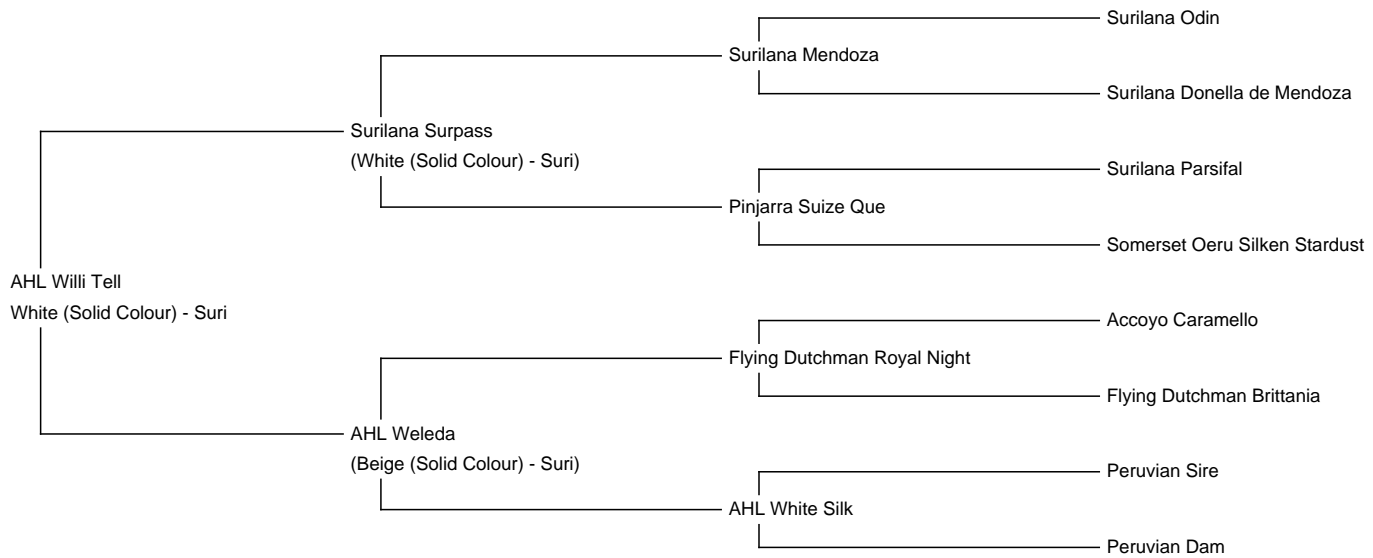 Surilana Odin
Surilana Mendoza
Surilana Donella de Mendoza
Surilana Surpass
(White (Solid Colour) - Suri)
Surilana Parsifal
Pinjarra Suize Que
Somerset Oeru Silken Stardust
AHL Willi Tell
White (Solid Colour) - Suri
Accoyo Caramello
Flying Dutchman Royal Night
Flying Dutchman Brittania
AHL Weleda
(Beige (Solid Colour) - Suri)
Peruvian Sire
AHL White Silk
Peruvian Dam